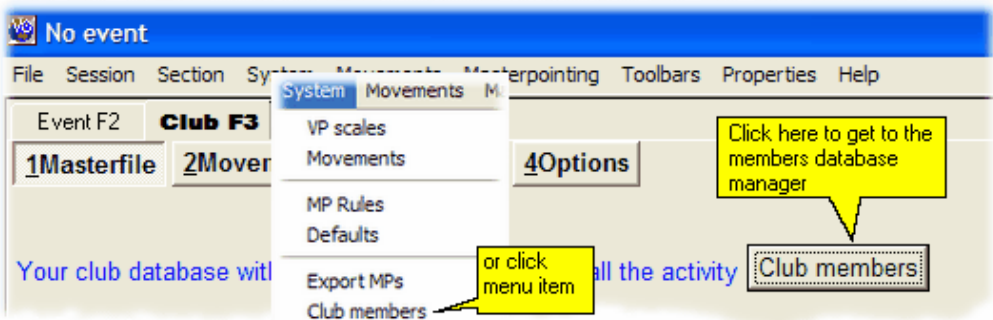 No event
File Session Section System Movements Masterpointing Toolbars Properties Help
System Movements M
Event F2 Club F3
VP scales
Movements
MP Rules
Defaults
Export MPs
Club members
1Masterfile 2Movem 4Options
Click here to get to the
members database
manager
or click
menu item
Your club database with all the activity Club members